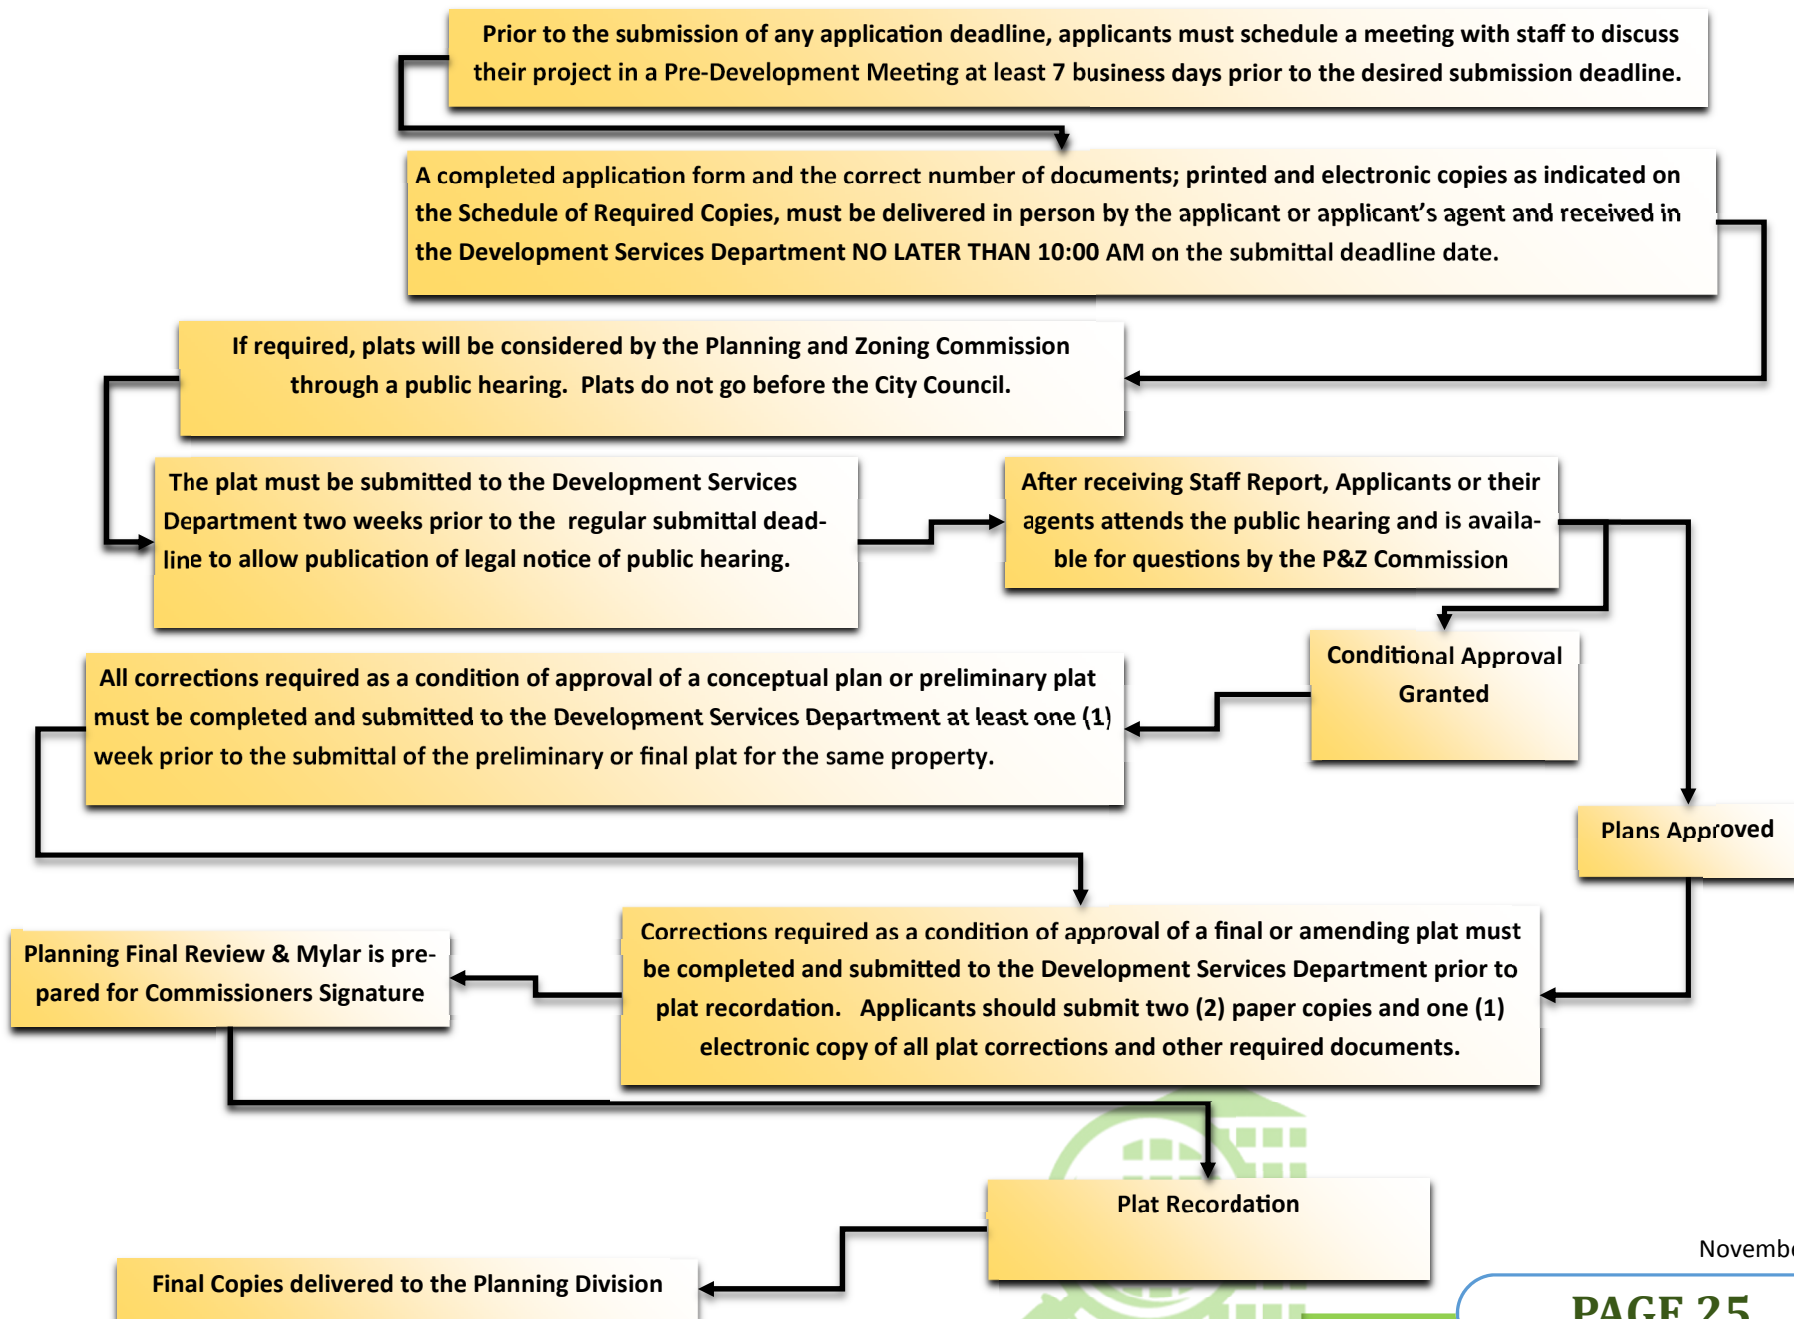 Prior to the submission of any application deadline, applicants must schedule a meeting with staff to discuss
their project in a Pre-Development Meeting at least 7 business days prior to the desired submission deadline.
A completed application form and the correct number of documents; printed and electronic copies as indicated on
the Schedule of Required Copies, must be delivered in person by the applicant or applicant’s agent and received in
the Development Services Department NO LATER THAN 10:00 AM on the submittal deadline date.
If required, plats will be considered by the Planning and Zoning Commission
through a public hearing.  Plats do not go before the City Council.
The plat must be submitted to the Development Services
Department two weeks prior to the  regular submittal dead-
line to allow publication of legal notice of public hearing.
After receiving Staff Report, Applicants or their
agents attends the public hearing and is availa-
ble for questions by the P&Z Commission
Conditional Approval
Granted
All corrections required as a condition of approval of a conceptual plan or preliminary plat
must be completed and submitted to the Development Services Department at least one (1)
week prior to the submittal of the preliminary or final plat for the same property.
Plans Approved
Corrections required as a condition of approval of a final or amending plat must
be completed and submitted to the Development Services Department prior to
plat recordation.   Applicants should submit two (2) paper copies and one (1)
electronic copy of all plat corrections and other required documents.
Planning Final Review & Mylar is pre-
pared for Commissioners Signature
Plat Recordation
Final Copies delivered to the Planning Division
Novembe
PAGE 25